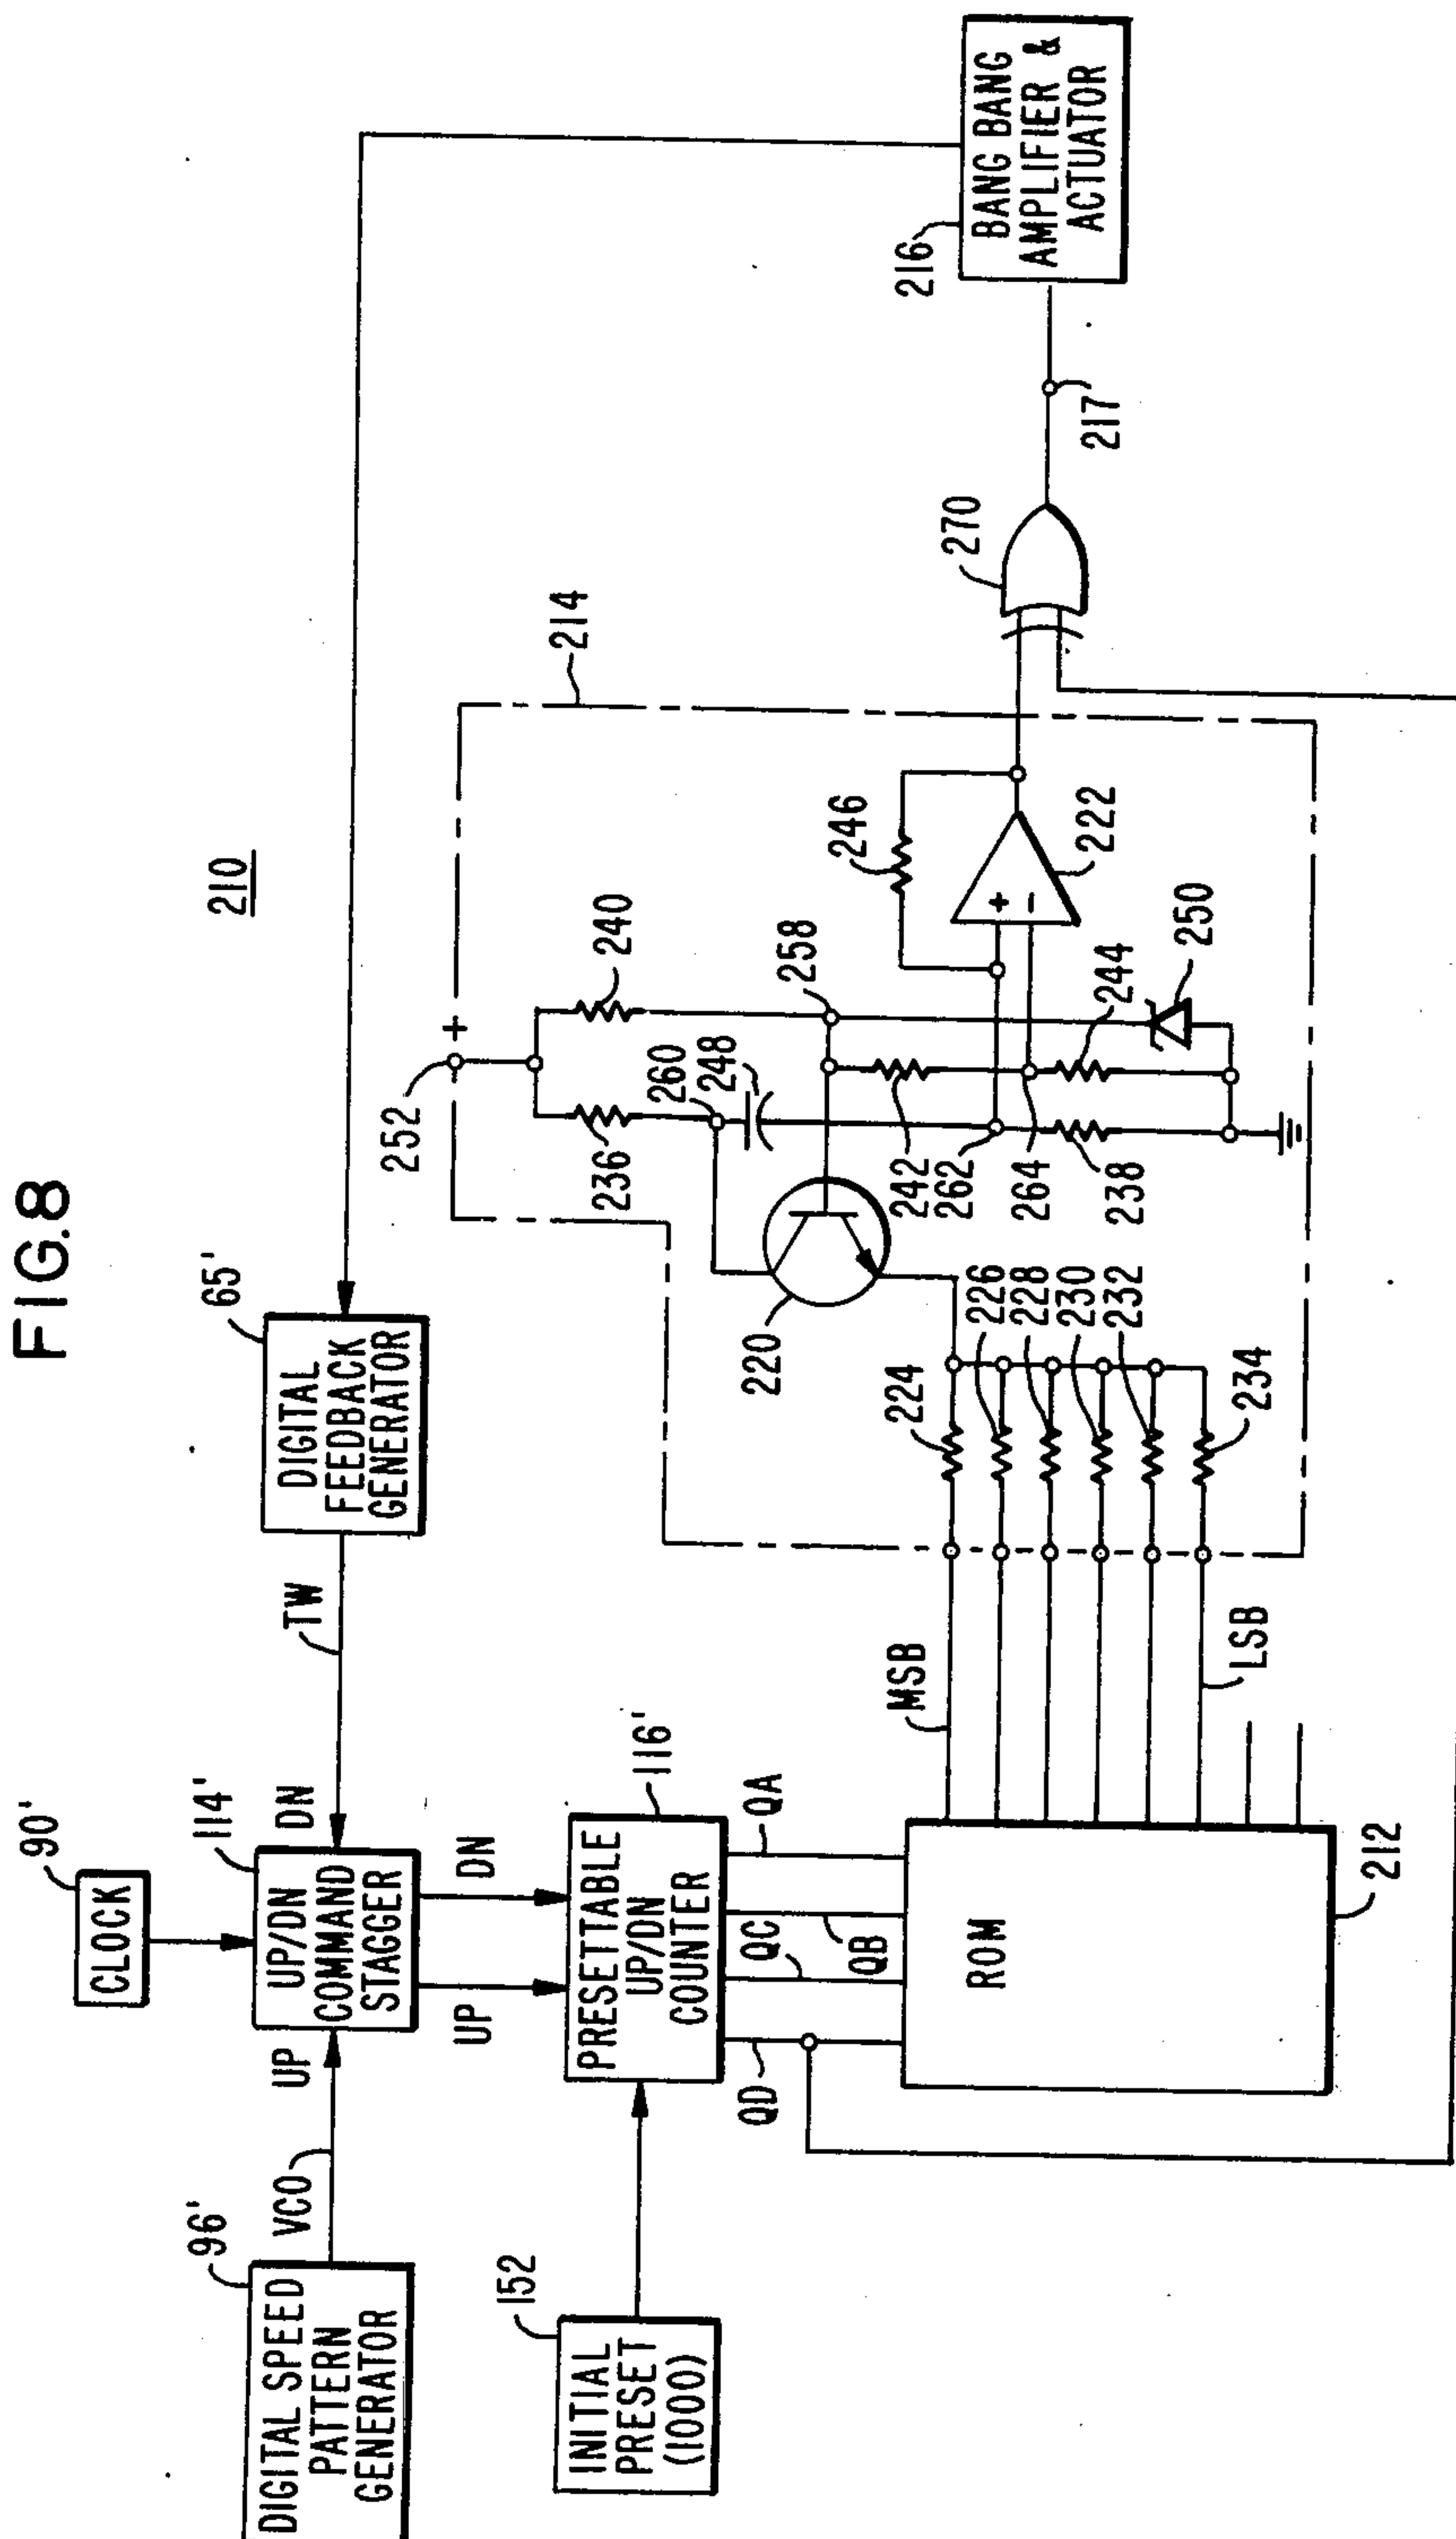 FIG.8
210
90'
CLOCK
96'
DIGITAL SPEED
PATTERN
GENERATOR
VCO
UP
114'
UP/DN
COMMAND
STAGGER
DN
TW
65'
DIGITAL
FEEDBACK
GENERATOR
UP
DN
152
INITIAL
PRESET
(1000)
116'
PRESETTABLE
UP/DN
COUNTER
QD
QC
QB
QA
ROM
212
MSB
LSB
214
252
+
236
240
260
248
258
220
242
262
264
238
244
250
246
+
-
222
224
226
228
230
232
234
270
217
216
BANG BANG
AMPLIFIER &
ACTUATOR